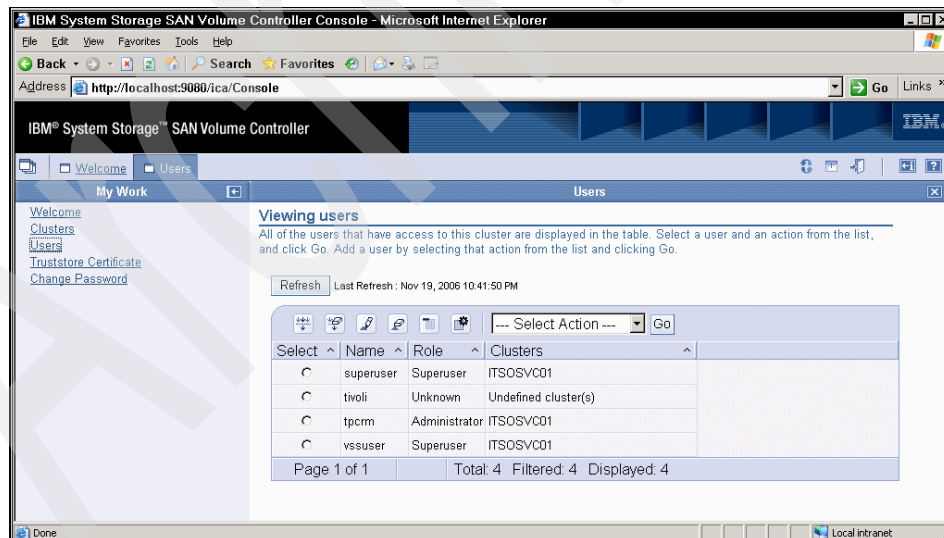 IBM System Storage SAN Volume Controller Console - Microsoft Internet Explorer
File Edit View Favorites Tools Help
Back Search Favorites
Address http://localhost:9080/ica/Console Go Links »
IBM® System Storage™ SAN Volume Controller IBM.
Welcome Users
My Work Users
Welcome
Clusters
Users
Truststore Certificate
Change Password
Viewing users
All of the users that have access to this cluster are displayed in the table. Select a user and an action from the list,
and click Go. Add a user by selecting that action from the list and clicking Go.
Refresh Last Refresh : Nov 19, 2006 10:41:50 PM
--- Select Action --- Go
Select Name Role Clusters
superuser Superuser ITSOSVC01
tivoli Unknown Undefined cluster(s)
tpcrm Administrator ITSOSVC01
vssuser Superuser ITSOSVC01
Page 1 of 1 Total: 4 Filtered: 4 Displayed: 4
Done Local intranet